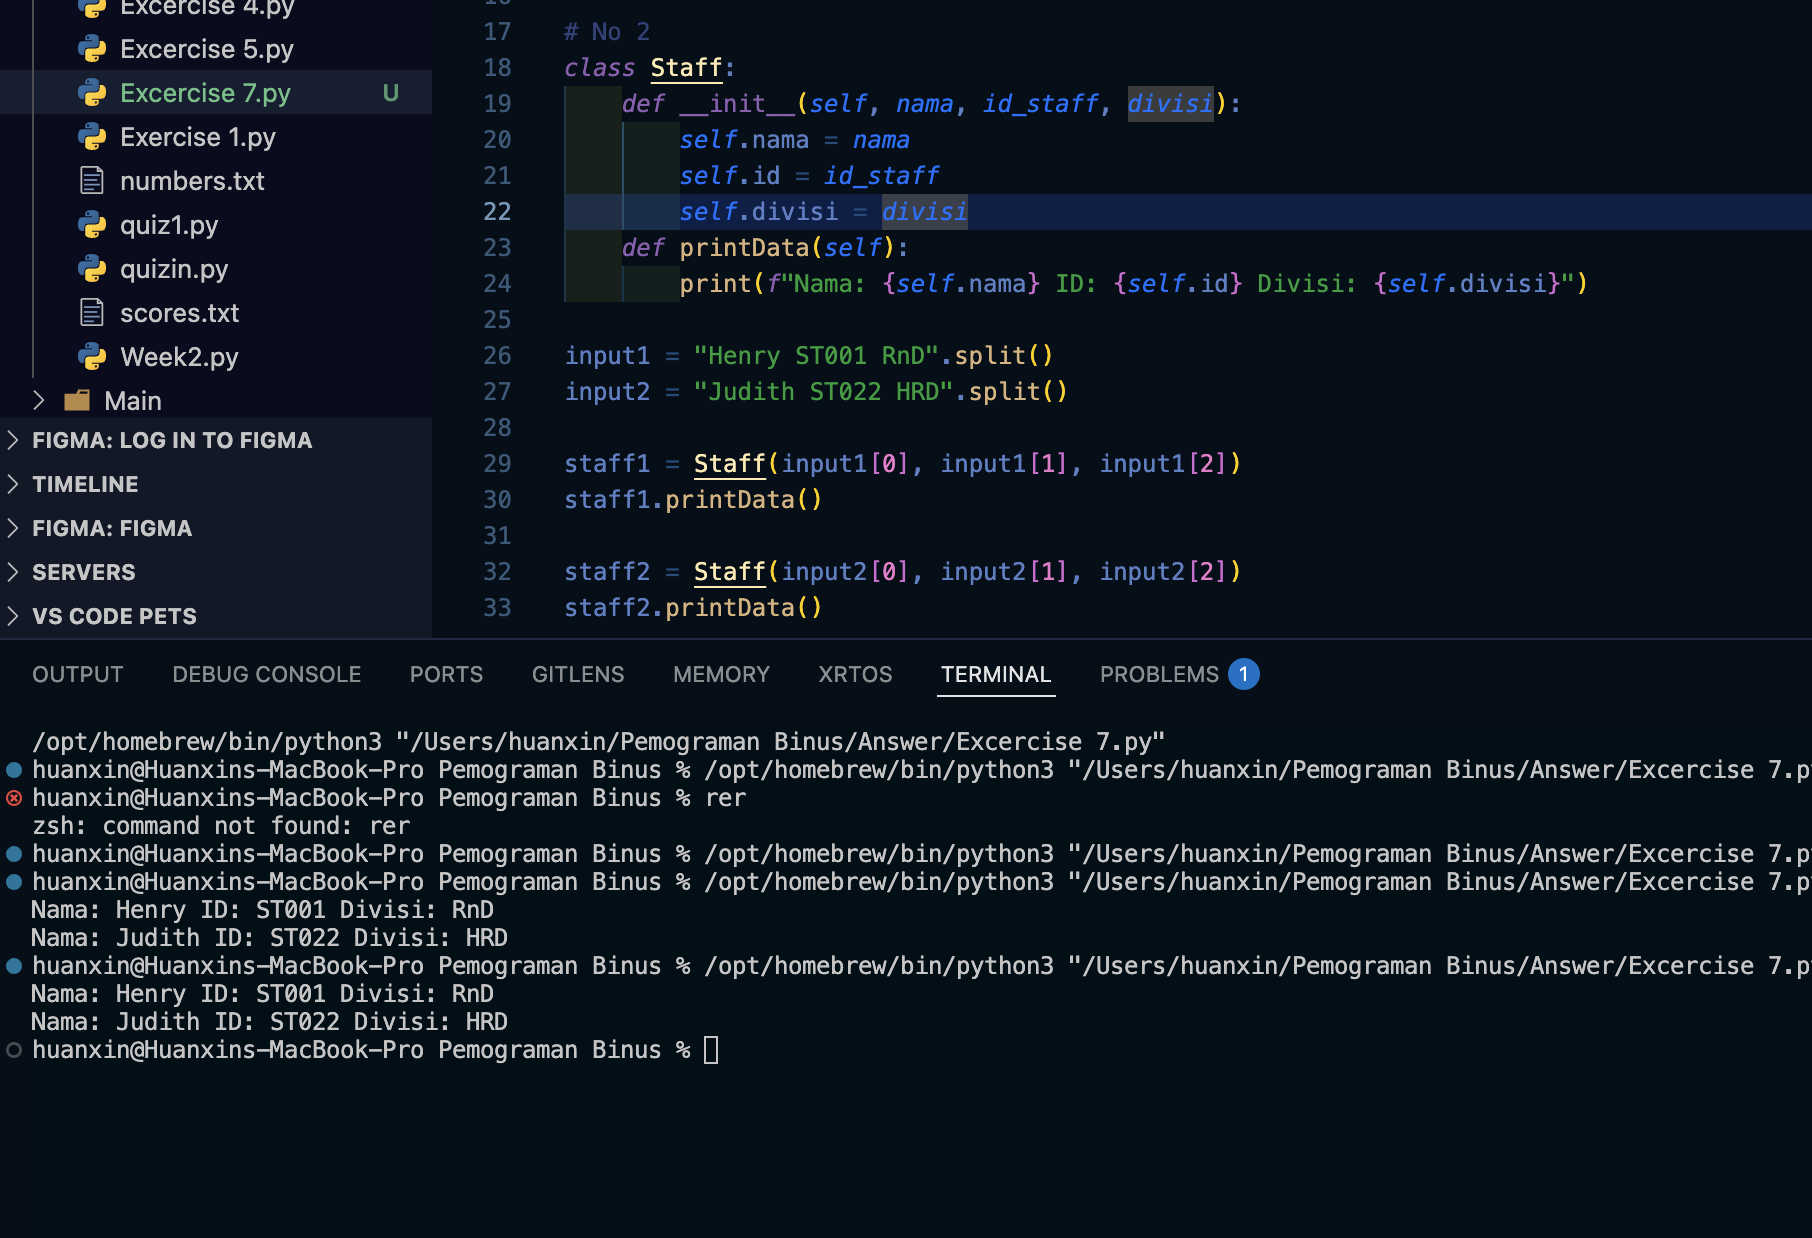 Excercise 4.py
Excercise 5.py
Excercise 7.py U
Exercise 1.py
numbers.txt
quiz1.py
quizin.py
scores.txt
Week2.py
Main
FIGMA: LOG IN TO FIGMA
TIMELINE
FIGMA: FIGMA
SERVERS
VS CODE PETS
17 # No 2
18 class Staff:
19 def __init__(self, nama, id_staff, divisi):
20 self.nama = nama
21 self.id = id_staff
22 self.divisi = divisi
23 def printData(self):
24 print(f"Nama: {self.nama} ID: {self.id} Divisi: {self.divisi}")
25
26 input1 = "Henry ST001 RnD".split()
27 input2 = "Judith ST022 HRD".split()
28
29 staff1 = Staff(input1[0], input1[1], input1[2])
30 staff1.printData()
31
32 staff2 = Staff(input2[0], input2[1], input2[2])
33 staff2.printData()
OUTPUT DEBUG CONSOLE PORTS GITLENS MEMORY XRTOS TERMINAL PROBLEMS 1
/opt/homebrew/bin/python3 "/Users/huanxin/Pemograman Binus/Answer/Excercise 7.py"
huanxin@Huanxins-MacBook-Pro Pemograman Binus % /opt/homebrew/bin/python3 "/Users/huanxin/Pemograman Binus/Answer/Excercise 7.p
huanxin@Huanxins-MacBook-Pro Pemograman Binus % rer
zsh: command not found: rer
huanxin@Huanxins-MacBook-Pro Pemograman Binus % /opt/homebrew/bin/python3 "/Users/huanxin/Pemograman Binus/Answer/Excercise 7.p
huanxin@Huanxins-MacBook-Pro Pemograman Binus % /opt/homebrew/bin/python3 "/Users/huanxin/Pemograman Binus/Answer/Excercise 7.p
Nama: Henry ID: ST001 Divisi: RnD
Nama: Judith ID: ST022 Divisi: HRD
huanxin@Huanxins-MacBook-Pro Pemograman Binus % /opt/homebrew/bin/python3 "/Users/huanxin/Pemograman Binus/Answer/Excercise 7.p
Nama: Henry ID: ST001 Divisi: RnD
Nama: Judith ID: ST022 Divisi: HRD
huanxin@Huanxins-MacBook-Pro Pemograman Binus %